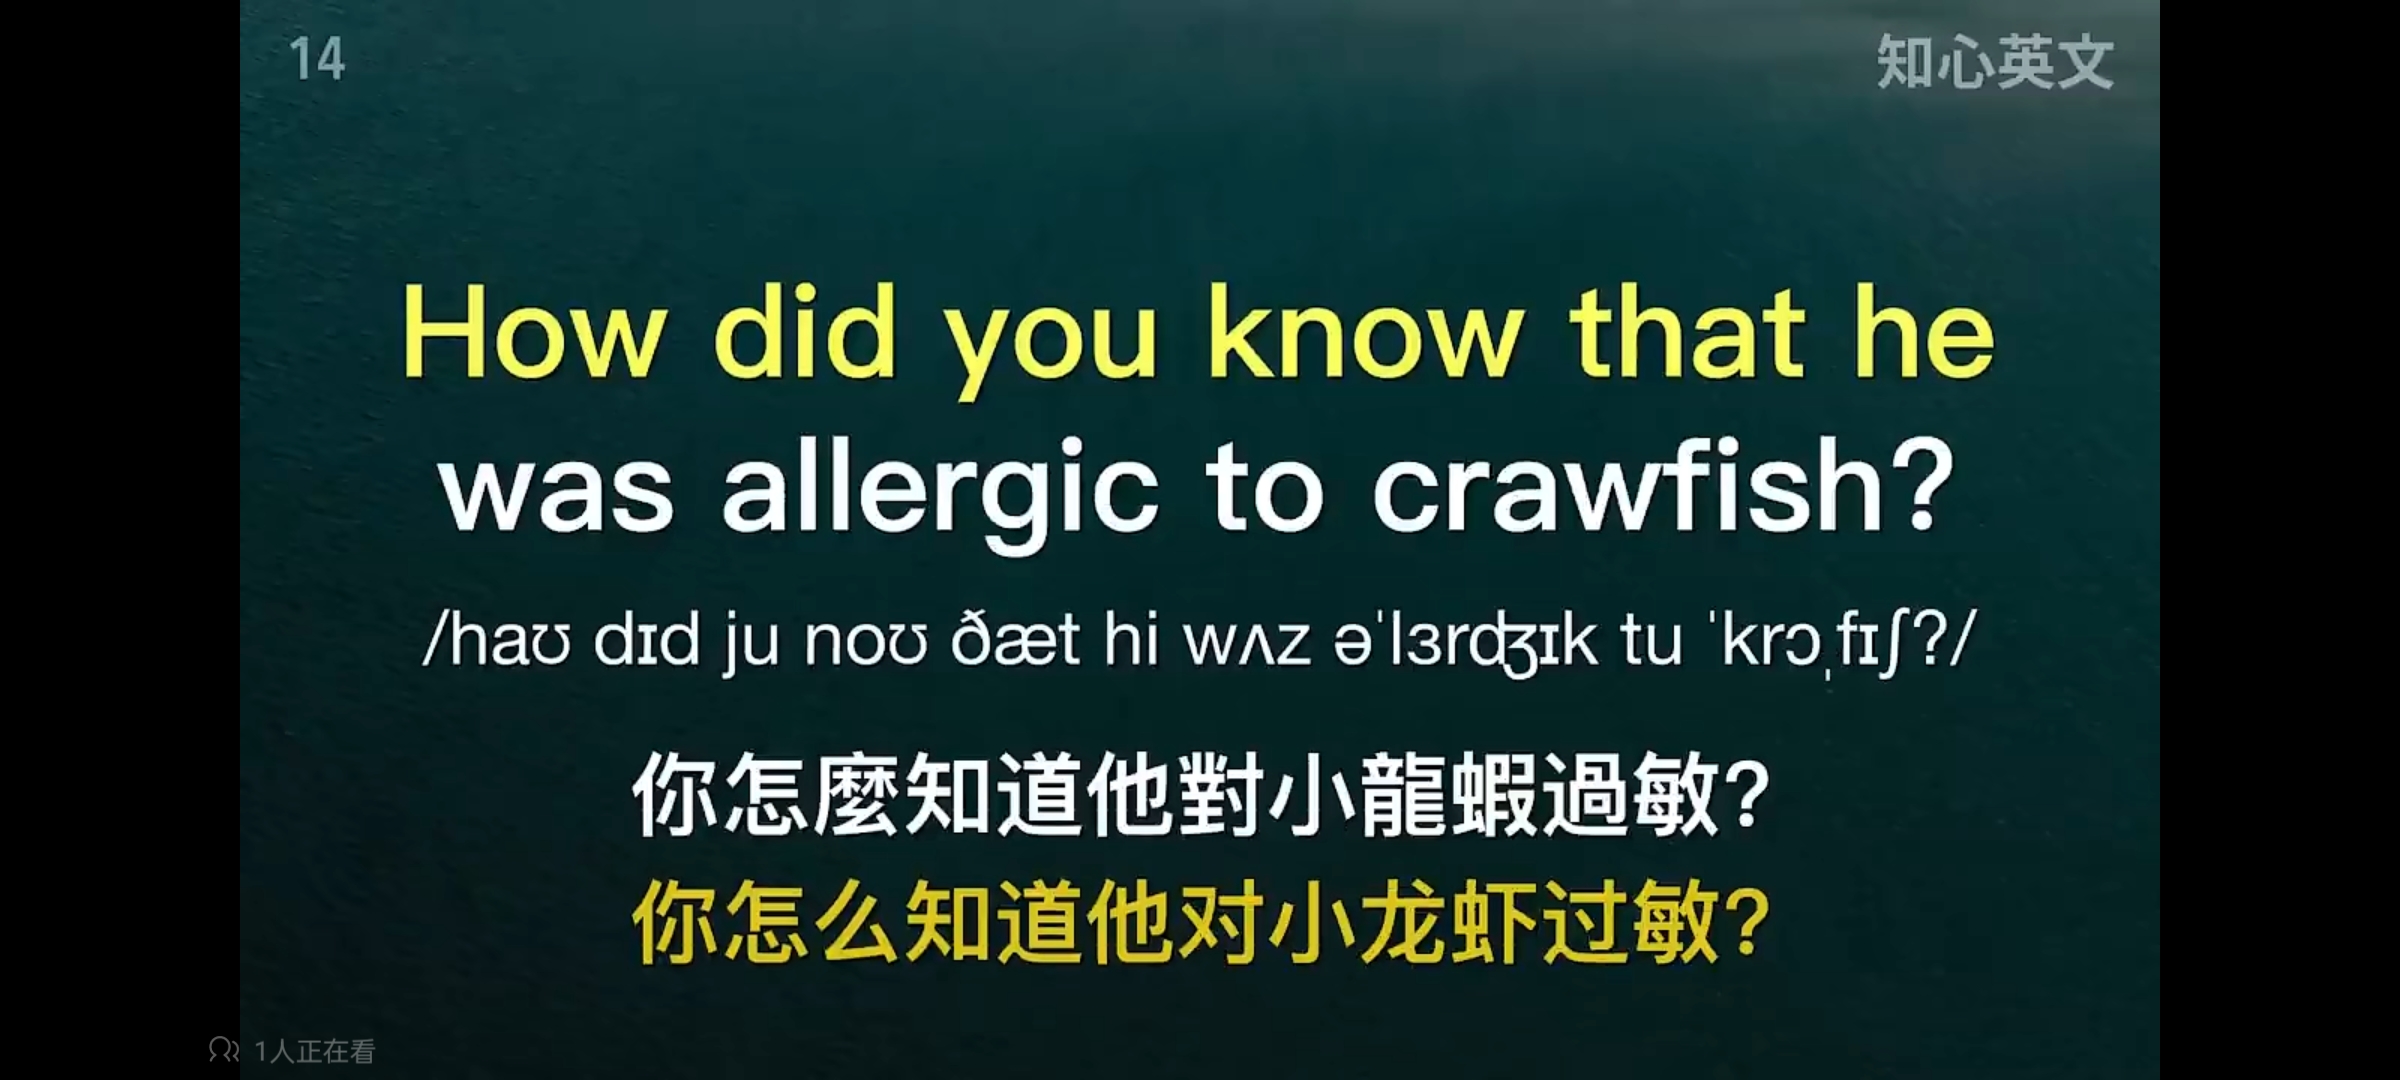 14
知心英文
How did you know that he
was allergic to crawfish?
/haʊ dɪd ju noʊ ðæt hi wʌz əˈlɜrʤɪk tu ˈkrɔˌfɪʃ?/
你怎麼知道他對小龍蝦過敏?
你怎么知道他对小龙虾过敏?
1人正在看